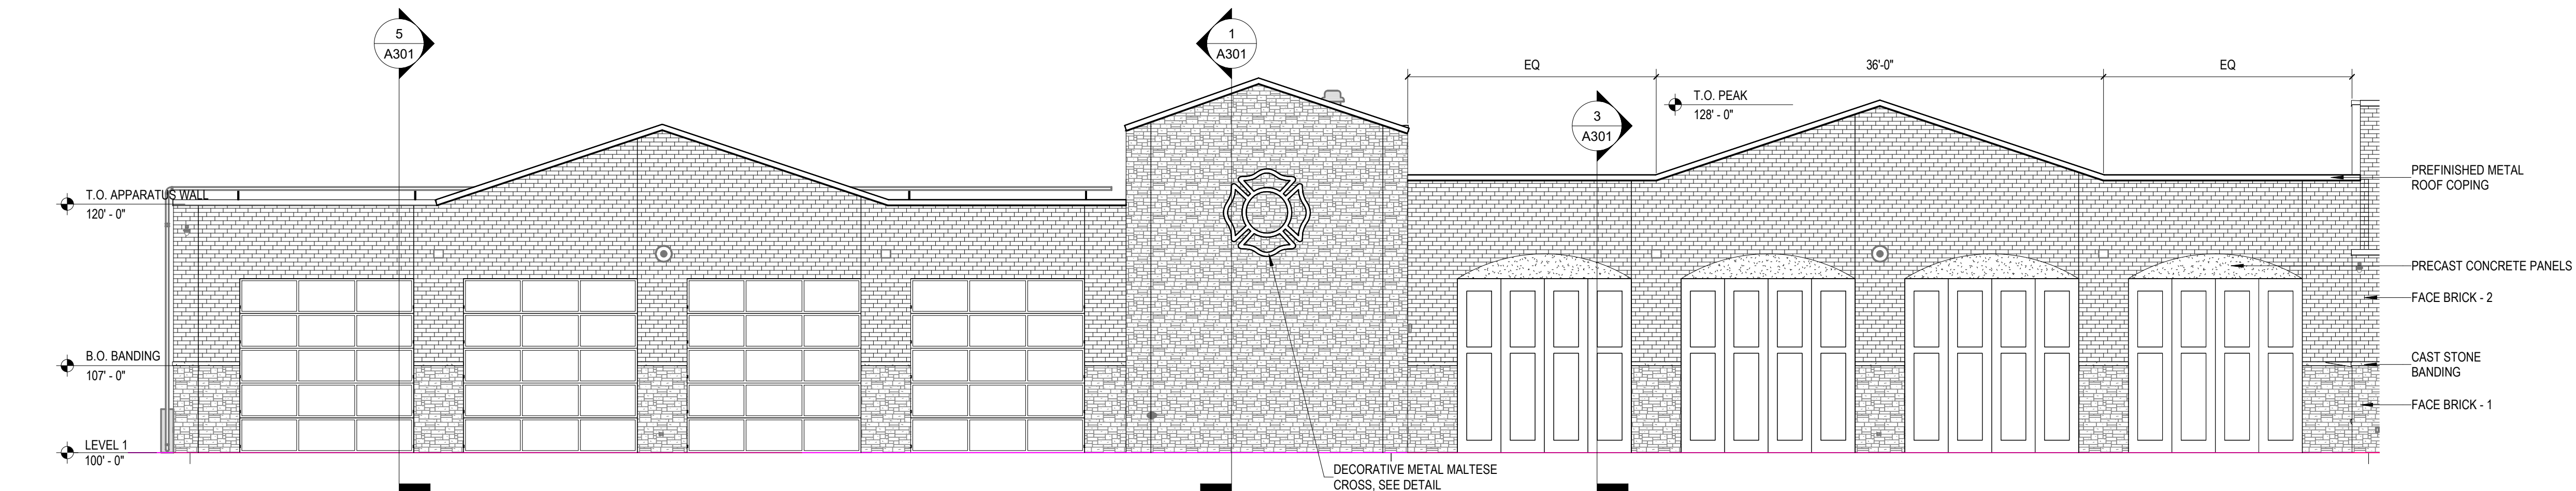 5
A301
1
A301
EQ
36'-0"
EQ
T.O. PEAK
128' - 0"
3
A301
T.O. APPARATUS WALL
120' - 0"
PREFINISHED METAL
ROOF COPING
PRECAST CONCRETE PANELS
FACE BRICK - 2
B.O. BANDING
107' - 0"
CAST STONE
BANDING
FACE BRICK - 1
LEVEL 1
100' - 0"
DECORATIVE METAL MALTESE
CROSS, SEE DETAIL